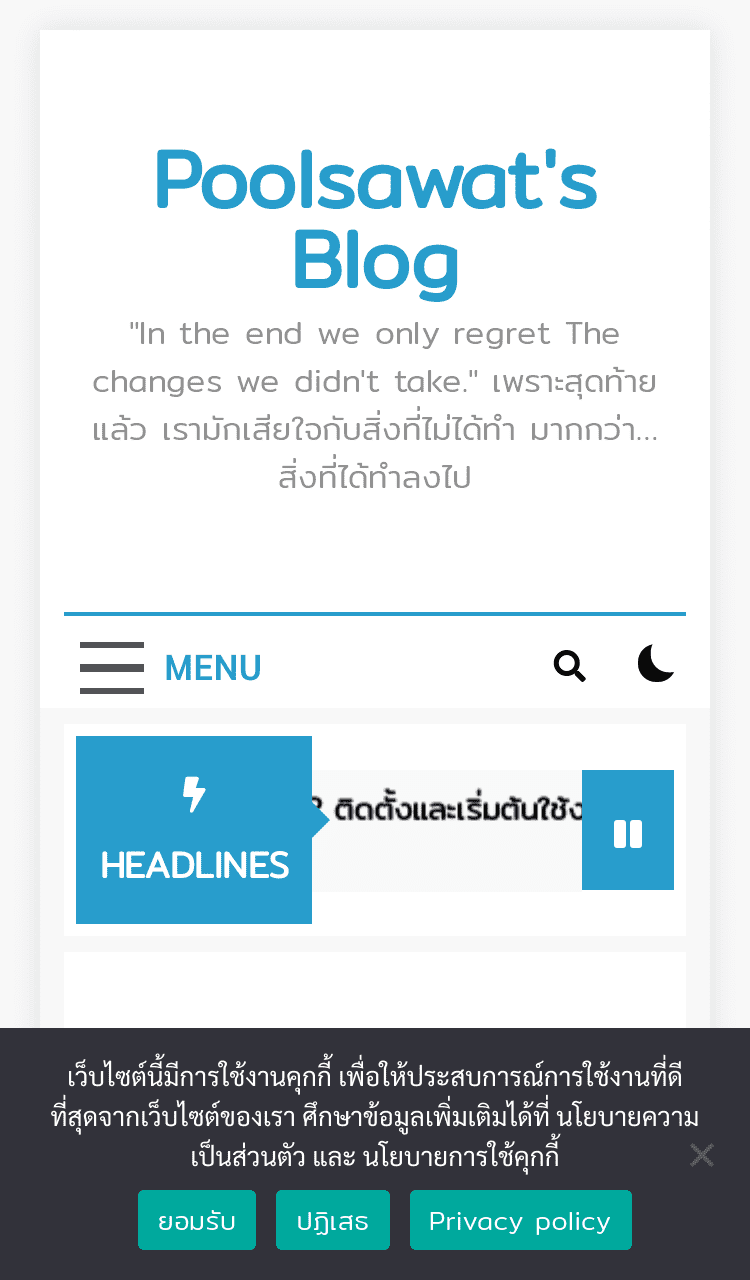 Poolsawat's
Blog
"In the end we only regret The
changes we didn't take." เพราะสุดท้าย
แล้ว เรามักเสียใจกับสิ่งที่ไม่ได้ทำ มากกว่า...
สิ่งที่ได้ทำลงไป
MENU
HEADLINES
ติดตั้งและเริ่มต้นใช้ง
เว็บไซต์นี้มีการใช้งานคุกกี้ เพื่อให้ประสบการณ์การใช้งานที่ดี
ที่สุดจากเว็บไซต์ของเรา ศึกษาข้อมูลเพิ่มเติมได้ที่ นโยบายความ
เป็นส่วนตัว และ นโยบายการใช้คุกกี้
ยอมรับ
ปฏิเสธ
Privacy policy